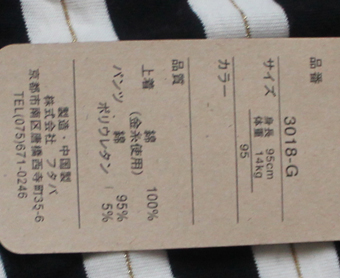 品番 3018-G
サイズ 身長 95cm
体重 14kg
95
カラー
品質
上着 綿 100%
(金糸使用)
パンツ・綿 95%
ポリウレタン 5%
製造・中国製
株式会社 フタバ
京都市南区唐橋西寺町35-6
TEL(075)671-0246